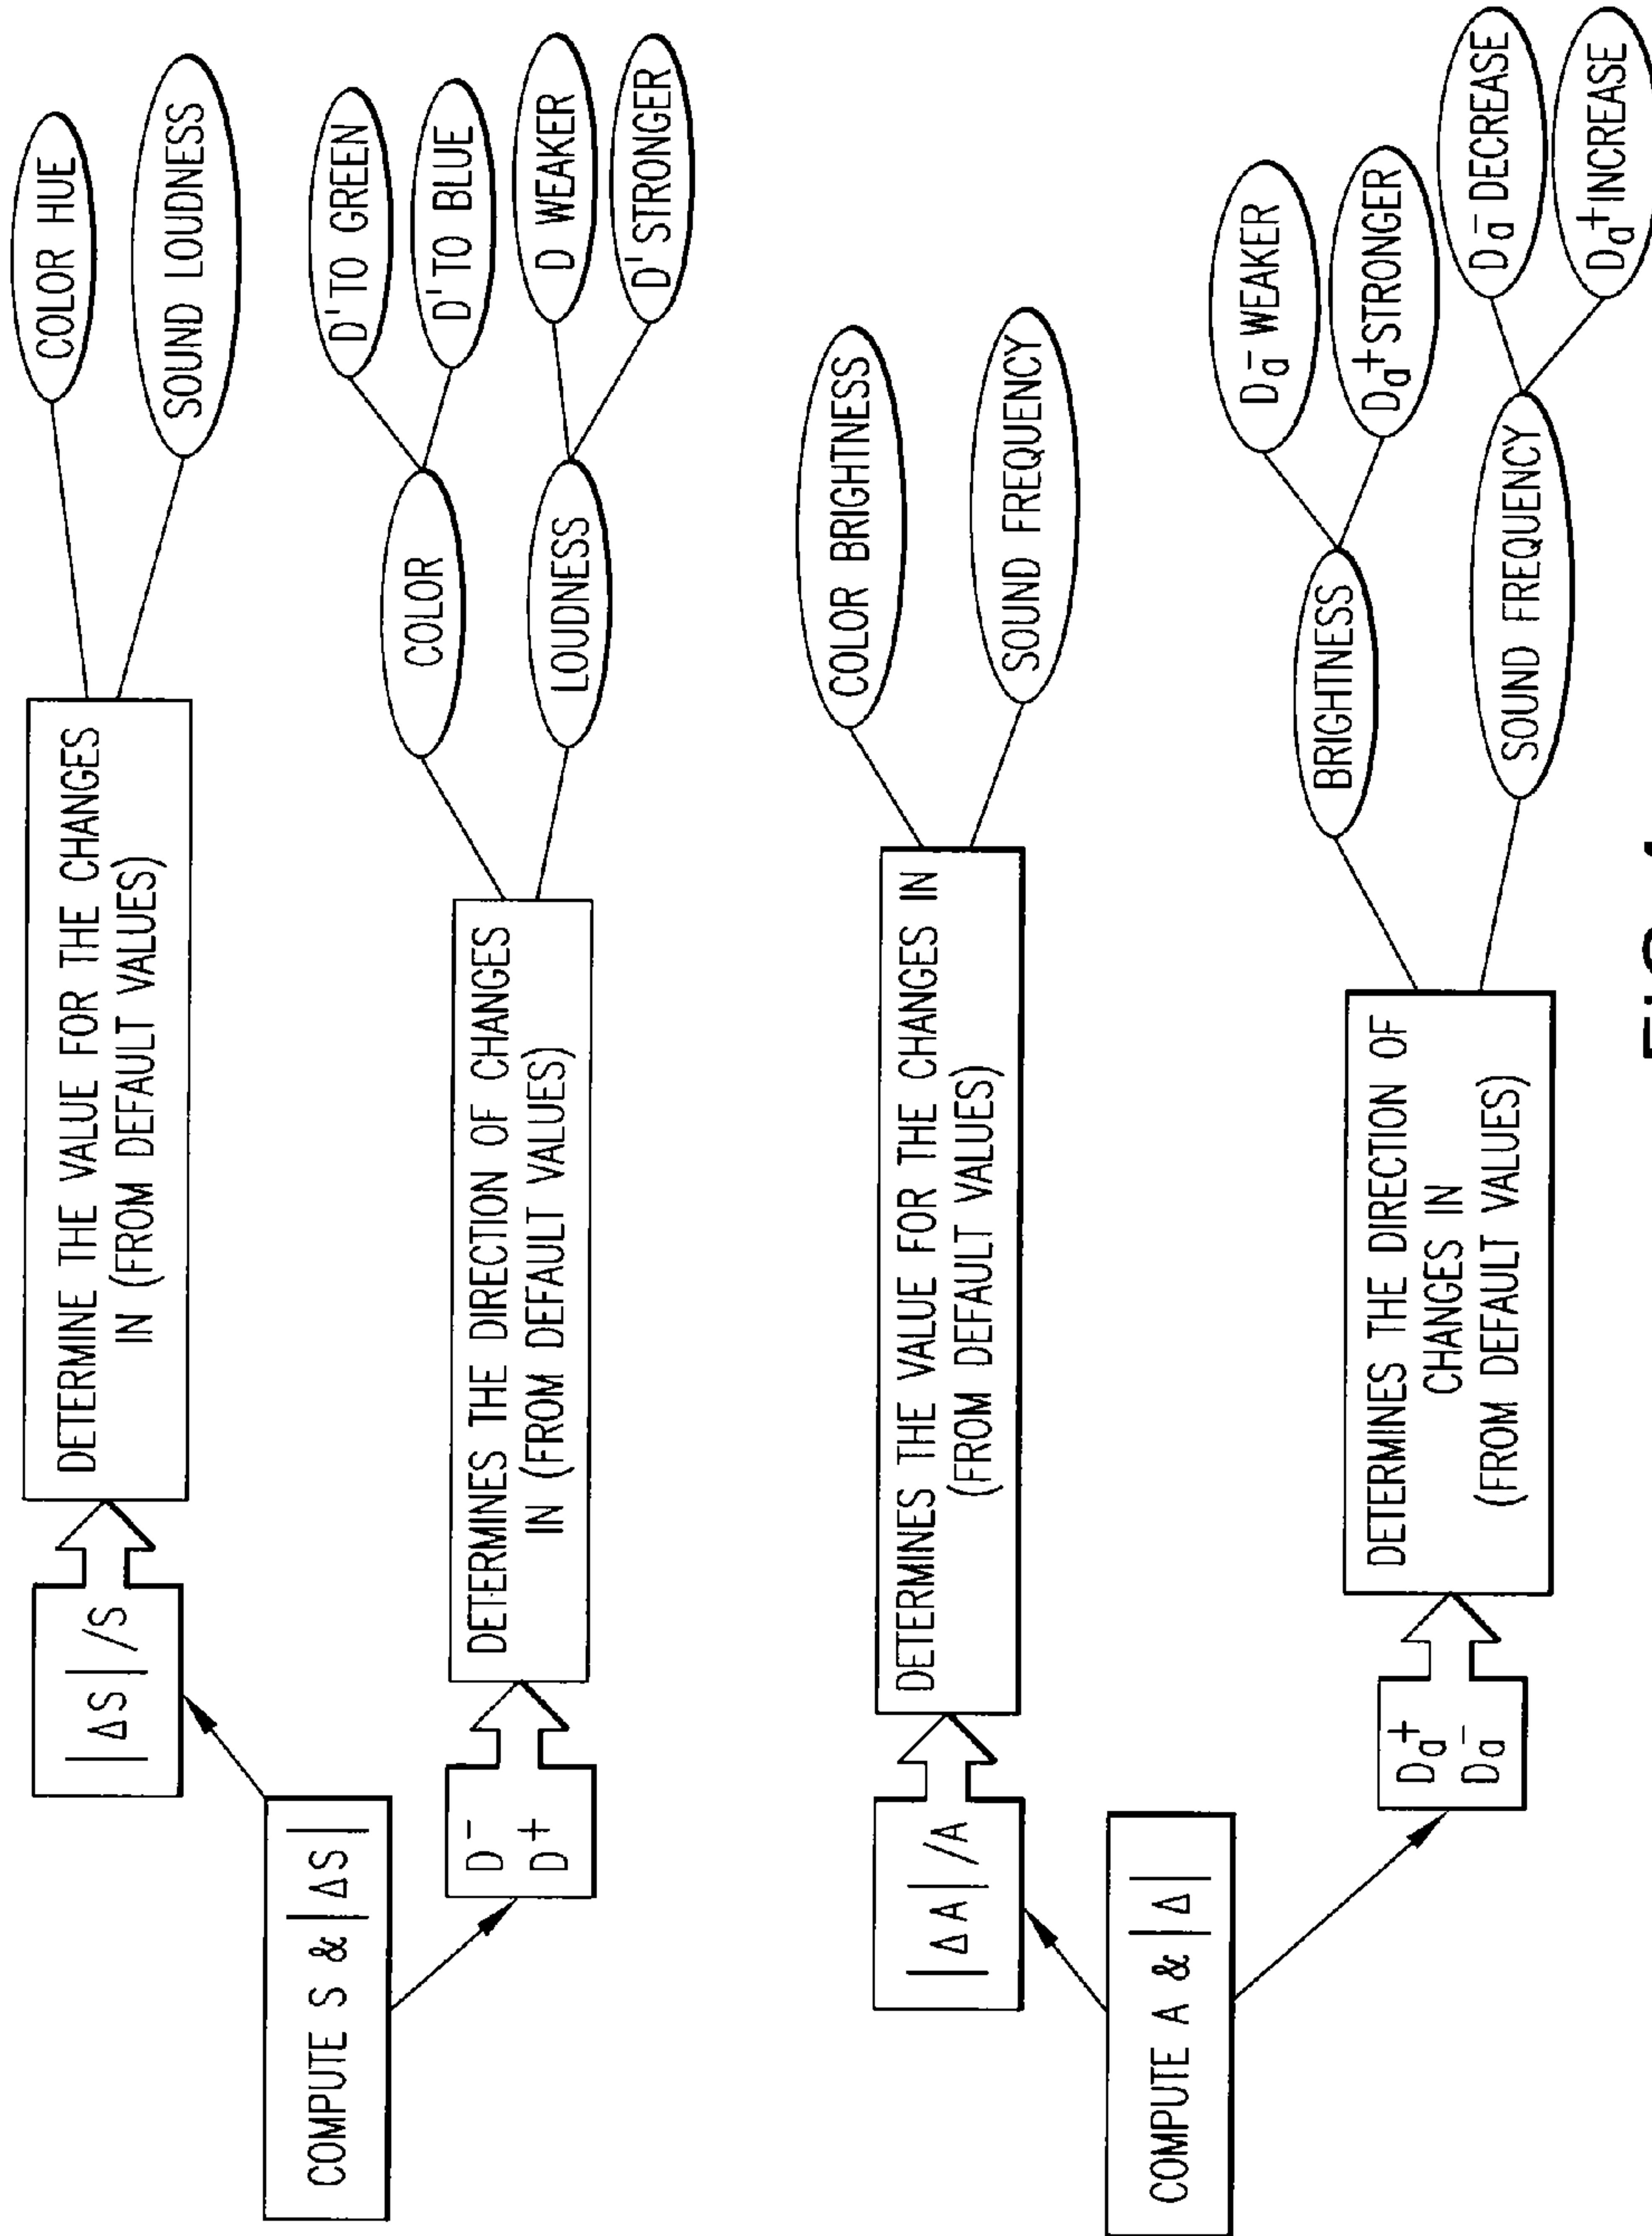 COMPUTE S & |ΔS|
|ΔS|/S
DETERMINE THE VALUE FOR THE CHANGES
IN (FROM DEFAULT VALUES)
COLOR HUE
SOUND LOUDNESS
D⁻
D+
DETERMINES THE DIRECTION OF CHANGES
IN (FROM DEFAULT VALUES)
COLOR
D' TO GREEN
D' TO BLUE
LOUDNESS
D WEAKER
D' STRONGER
COMPUTE A & |Δ|
|ΔA|/A
DETERMINES THE VALUE FOR THE CHANGES IN
(FROM DEFAULT VALUES)
COLOR BRIGHTNESS
SOUND FREQUENCY
Da⁺
Da⁻
DETERMINES THE DIRECTION OF
CHANGES IN
(FROM DEFAULT VALUES)
BRIGHTNESS
Da⁻ WEAKER
Da⁺ STRONGER
SOUND FREQUENCY
Da⁻ DECREASE
Da⁺ INCREASE